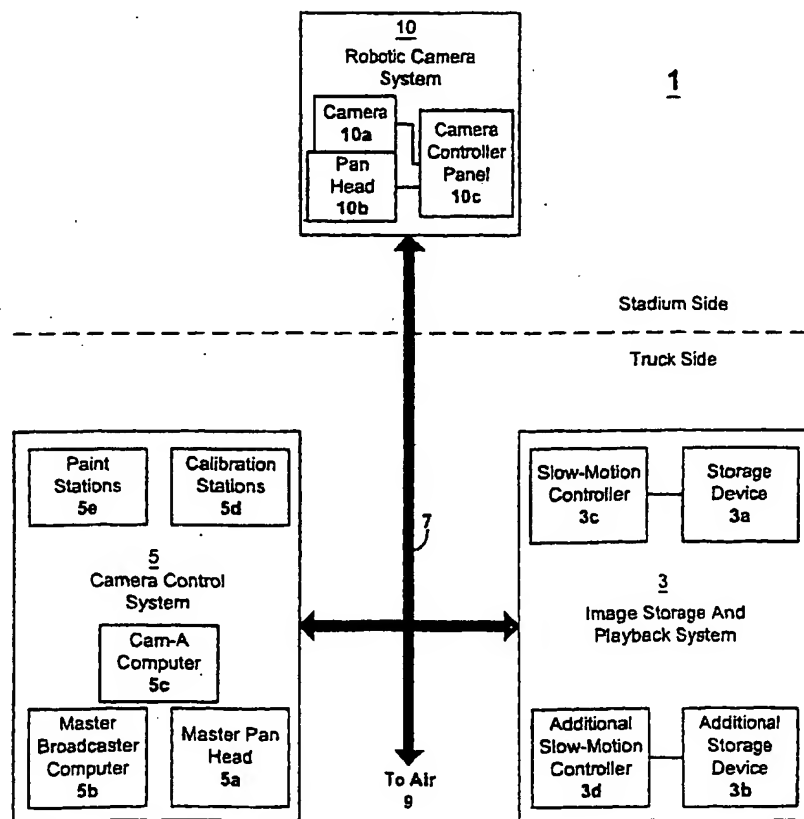 10
Robotic Camera
System
1
Camera
10a
Camera
Controller
Panel
10c
Pan
Head
10b
Stadium Side
Truck Side
Paint
Stations
5e
Calibration
Stations
5d
5
Camera Control
System
Cam-A
Computer
5c
Master
Broadcaster
Computer
5b
Master Pan
Head
5a
7
To Air
9
Slow-Motion
Controller
3c
Storage
Device
3a
3
Image Storage And
Playback System
Additional
Slow-Motion
Controller
3d
Additional
Storage
Device
3b